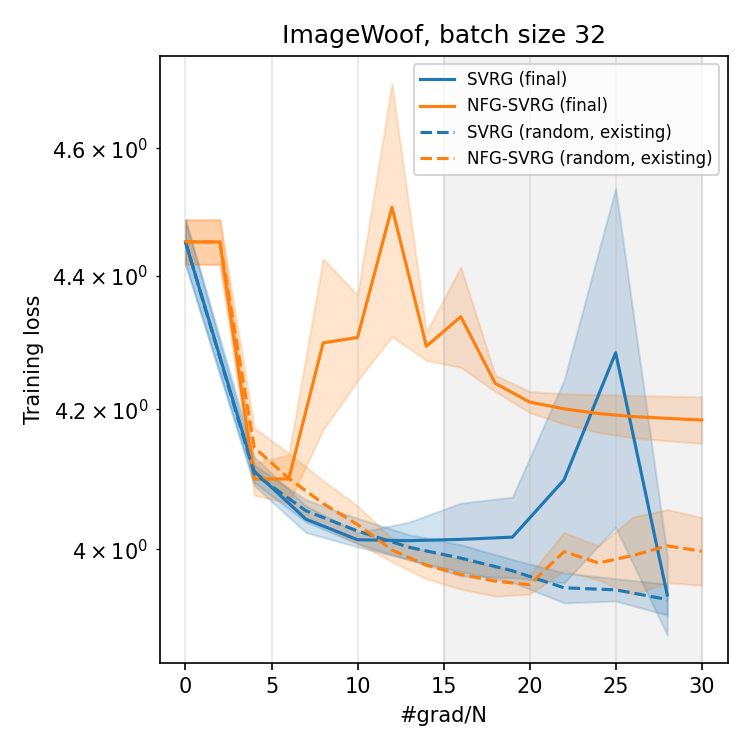 ImageWoof, batch size 32
SVRG (final)
NFG-SVRG (final)
SVRG (random, existing)
NFG-SVRG (random, existing)
4.6 × 10⁰
4.4 × 10⁰
4.2 × 10⁰
4 × 10⁰
Training loss
0 5 10 15 20 25 30
#grad/N